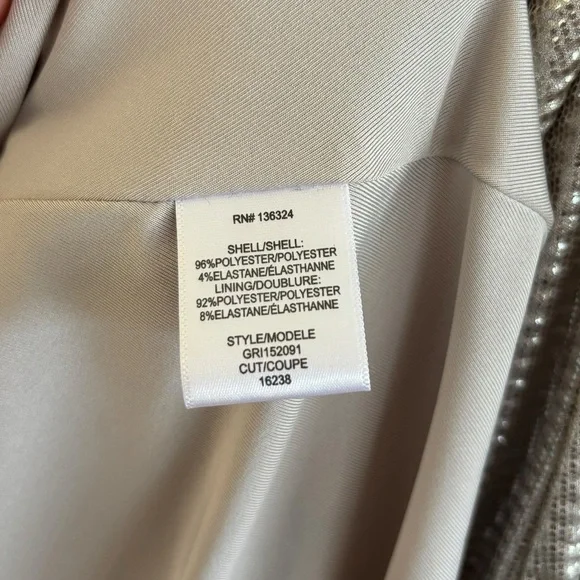 RN# 136324
SHELL/SHELL:
96%POLYESTER/POLYESTER
4%ELASTANE/ÉLASTHANNE
LINING/DOUBLURE:
92%POLYESTER/POLYESTER
8%ELASTANE/ÉLASTHANNE
STYLE/MODELE
GRI152091
CUT/COUPE
16238